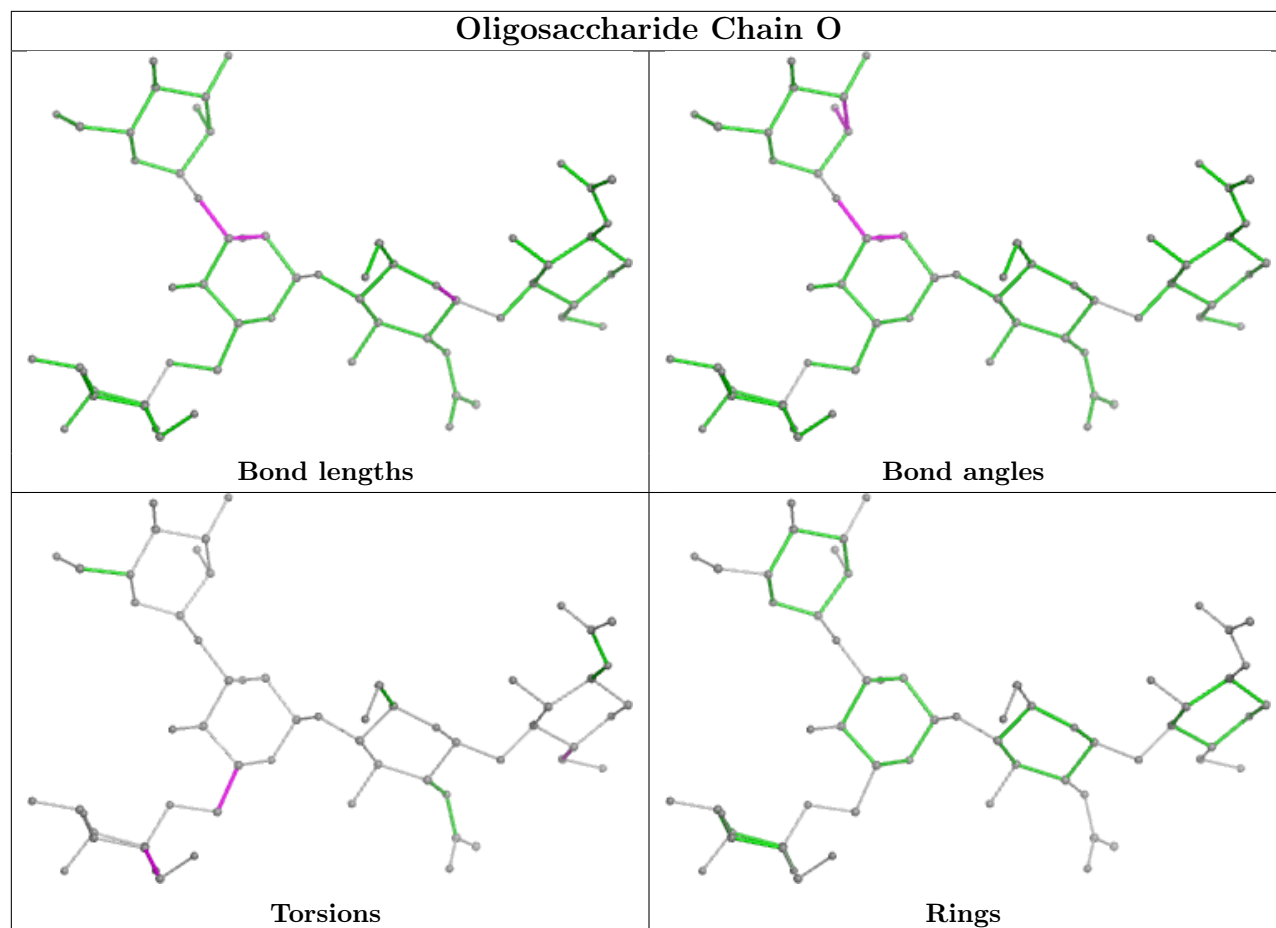 Oligosaccharide Chain O
Bond lengths
Bond angles
Torsions
Rings